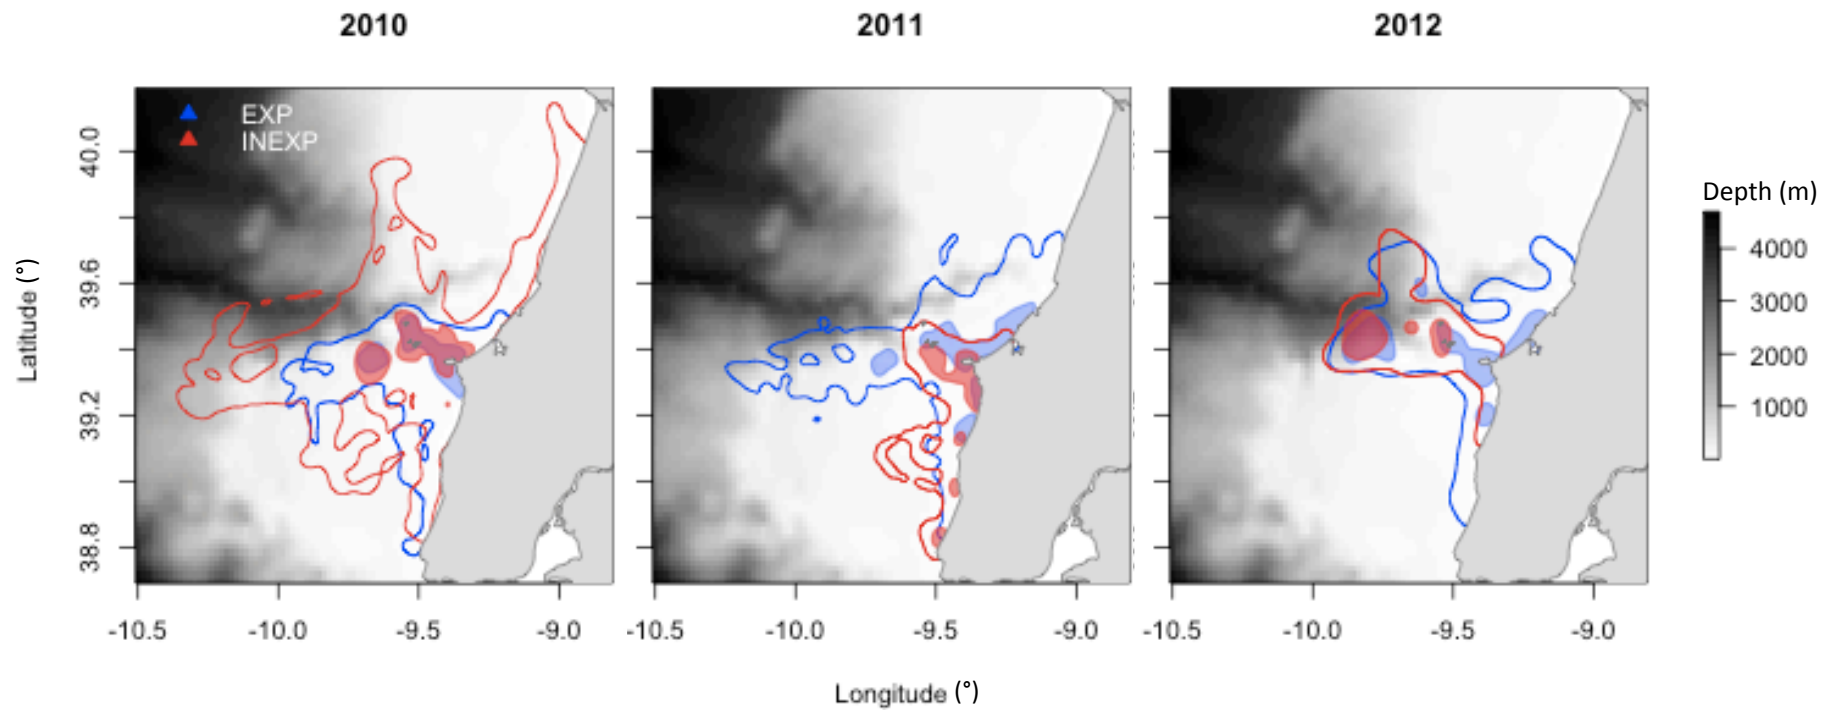 2010 2011 2012
EXP
INEXP
40.0
39.6
39.2
38.8
Latitude (°)
-10.5 -10.0 -9.5 -9.0 -10.5 -10.0 -9.5 -9.0 -10.5 -10.0 -9.5 -9.0
Longitude (°)
Depth (m)
4000
3000
2000
1000